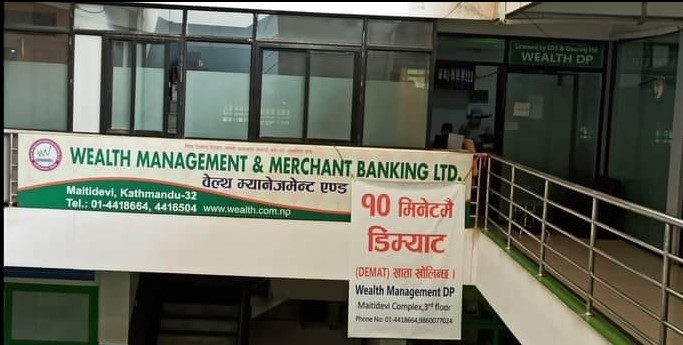 Licensed by CDS & Clearing Ltd
WEALTH DP
WEALTH MANAGEMENT & MERCHANT BANKING LTD.
वेल्थ म्यानेजमेन्ट एण्ड
Maitidevi, Kathmandu-32
Tel.: 01-4418664, 4416504 www.wealth.com.np
१० मिनेटमै
डिम्याट
(DEMAT) खाता खोलिन्छ ।
Wealth Management DP
Maitidevi Complex,3rd floor
Phone No: 01-4418664,9860077024